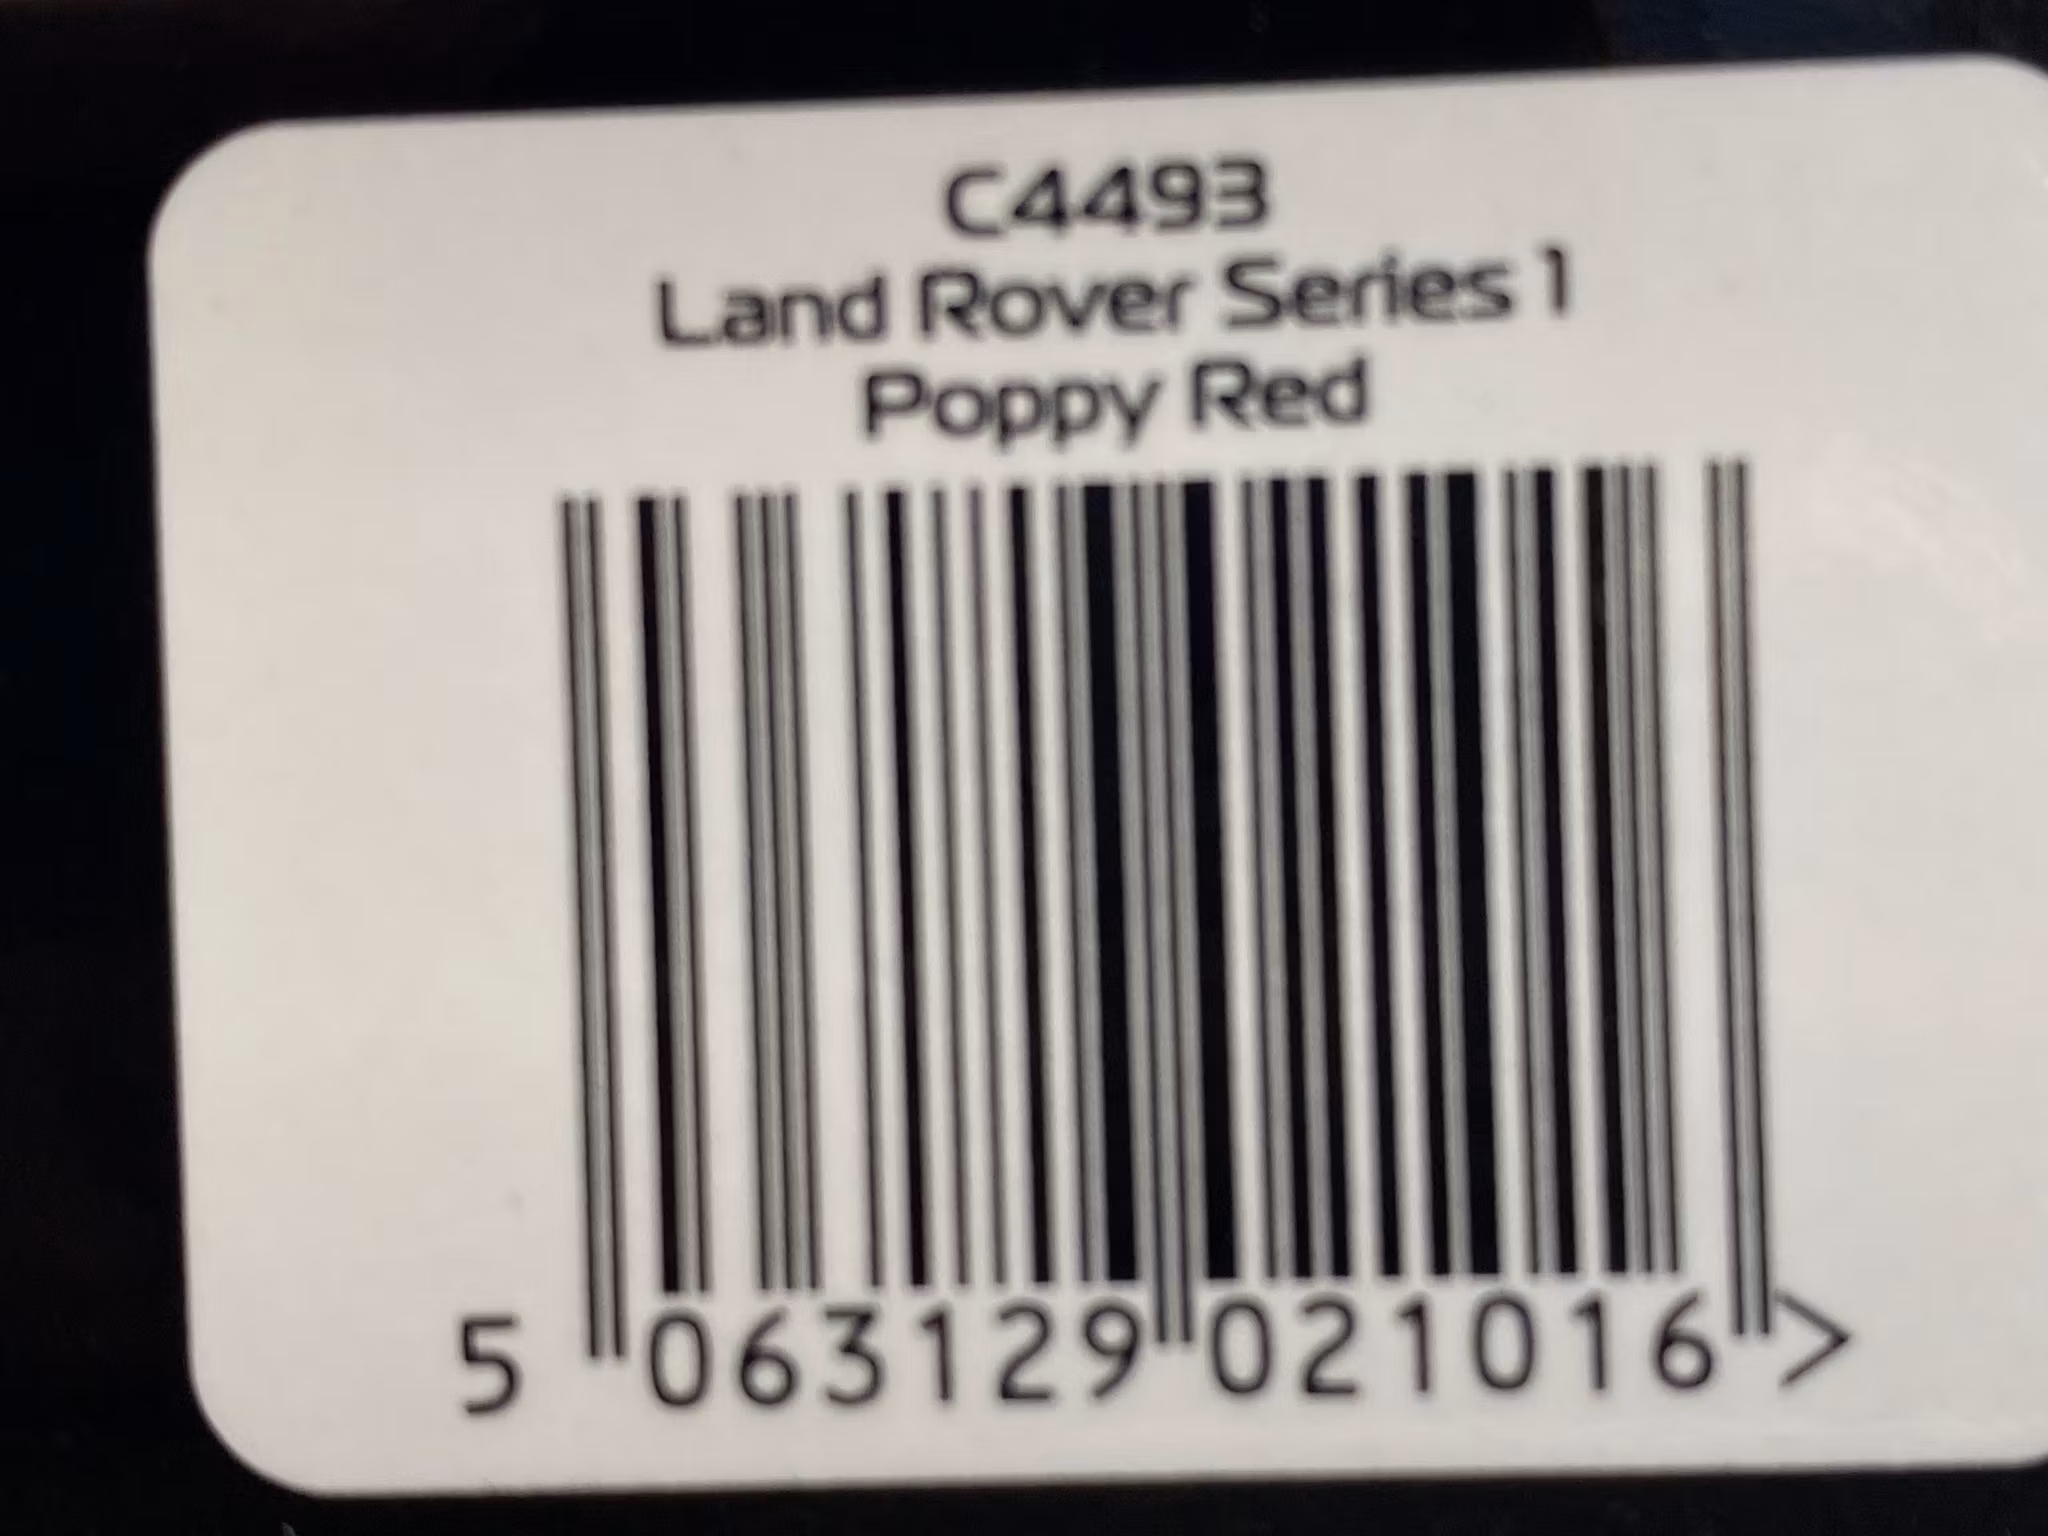 C4493
Land Rover Series 1
Poppy Red
5 063129 021016 >